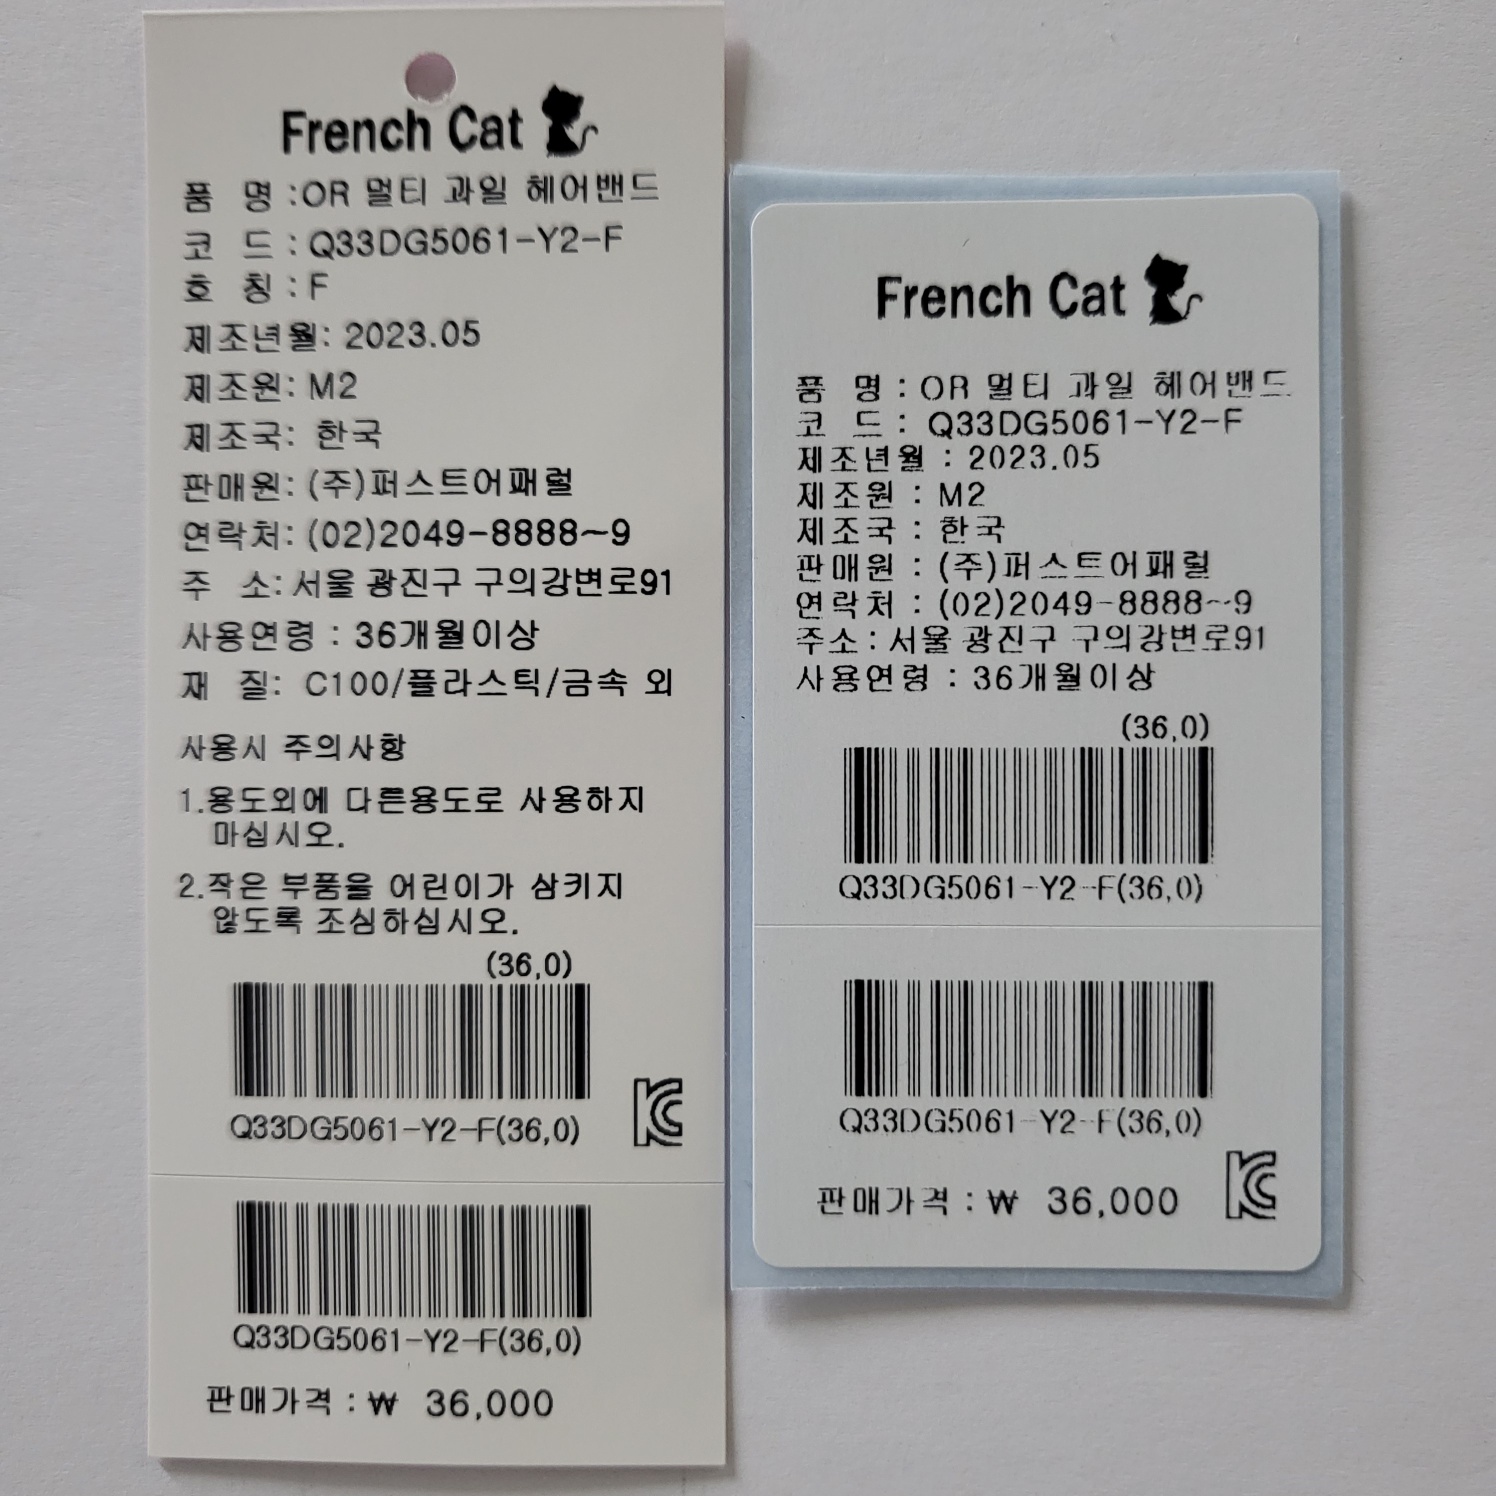 French Cat
품 명 :OR 멀티 과일 헤어밴드
코 드 : Q33DG5061-Y2-F
호 칭 : F
제조년월: 2023.05
제조원: M2
제조국: 한국
판매원: (주)퍼스트어패럴
연락처: (02)2049-8888~9
주 소: 서울 광진구 구의강변로91
사용연령 : 36개월이상
재 질: C100/플라스틱/금속 외
사용시 주의사항
1.용도외에 다른용도로 사용하지
마십시오.
2.작은 부품을 어린이가 삼키지
않도록 조심하십시오.
(36,0)
Q33DG5061-Y2-F(36,0)
KC
Q33DG5061-Y2-F(36,0)
판매가격 : ₩ 36,000
French Cat
품 명 : OR 멀티 과일 헤어밴드
코 드 : Q33DG5061-Y2-F
제조년월 : 2023.05
제조원 : M2
제조국 : 한국
판매원 : (주)퍼스트어패럴
연락처 : (02)2049-8888~9
주소 : 서울 광진구 구의강변로91
사용연령 : 36개월이상
(36,0)
Q33DG5061-Y2-F(36,0)
Q33DG5061-Y2-F(36,0)
판매가격 : ₩ 36,000
KC